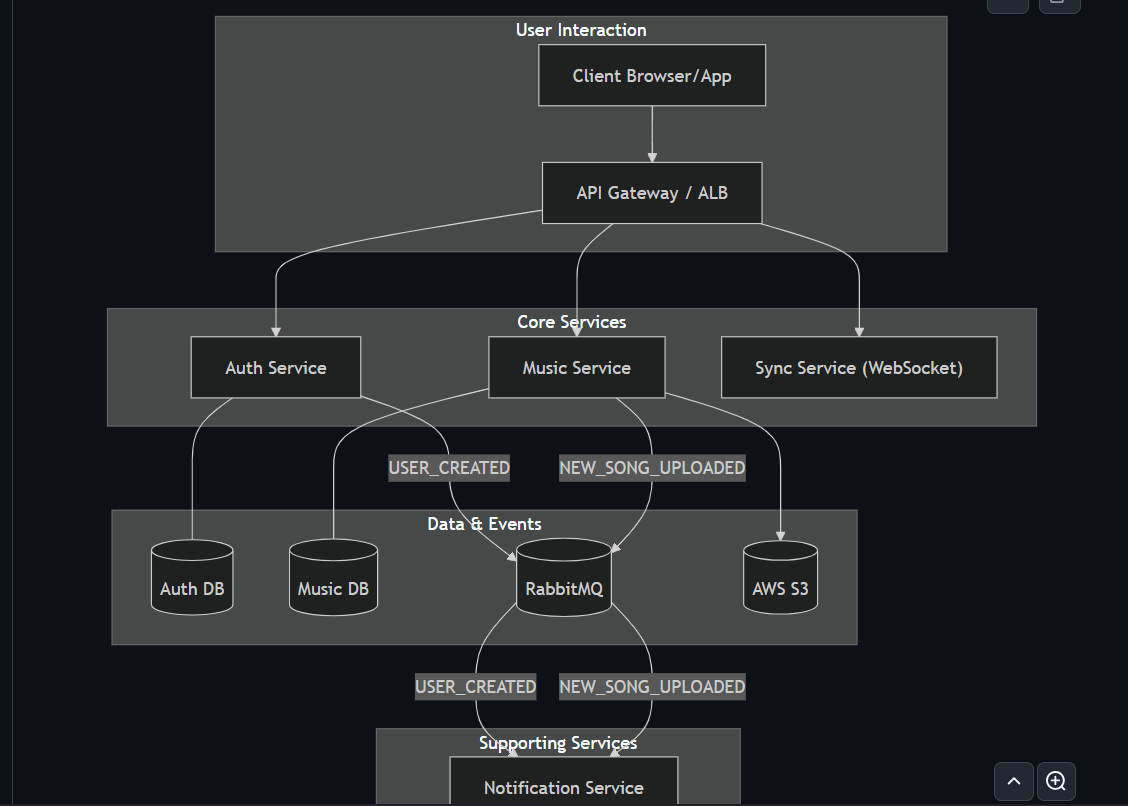 User Interaction
Client Browser/App
API Gateway / ALB
Core Services
Auth Service
Music Service
Sync Service (WebSocket)
USER_CREATED
NEW_SONG_UPLOADED
Data & Events
Auth DB
Music DB
RabbitMQ
AWS S3
USER_CREATED
NEW_SONG_UPLOADED
Supporting Services
Notification Service